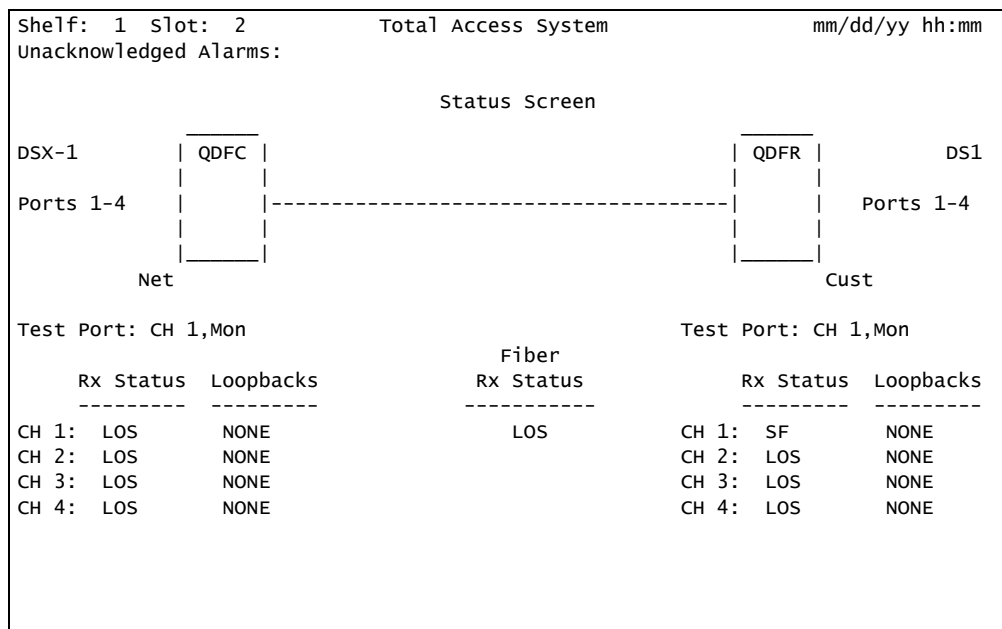 Shelf: 1 Slot: 2 Total Access System mm/dd/yy hh:mm
Unacknowledged Alarms:
Status Screen
DSX-1 | QDFC | | QDFR | DS1
Ports 1-4 | |--------------------------------------| | Ports 1-4
Net Cust
Test Port: CH 1,Mon Test Port: CH 1,Mon
Fiber
Rx Status Loopbacks Rx Status Rx Status Loopbacks
--------- --------- ----------- --------- ---------
CH 1: LOS NONE LOS CH 1: SF NONE
CH 2: LOS NONE CH 2: LOS NONE
CH 3: LOS NONE CH 3: LOS NONE
CH 4: LOS NONE CH 4: LOS NONE